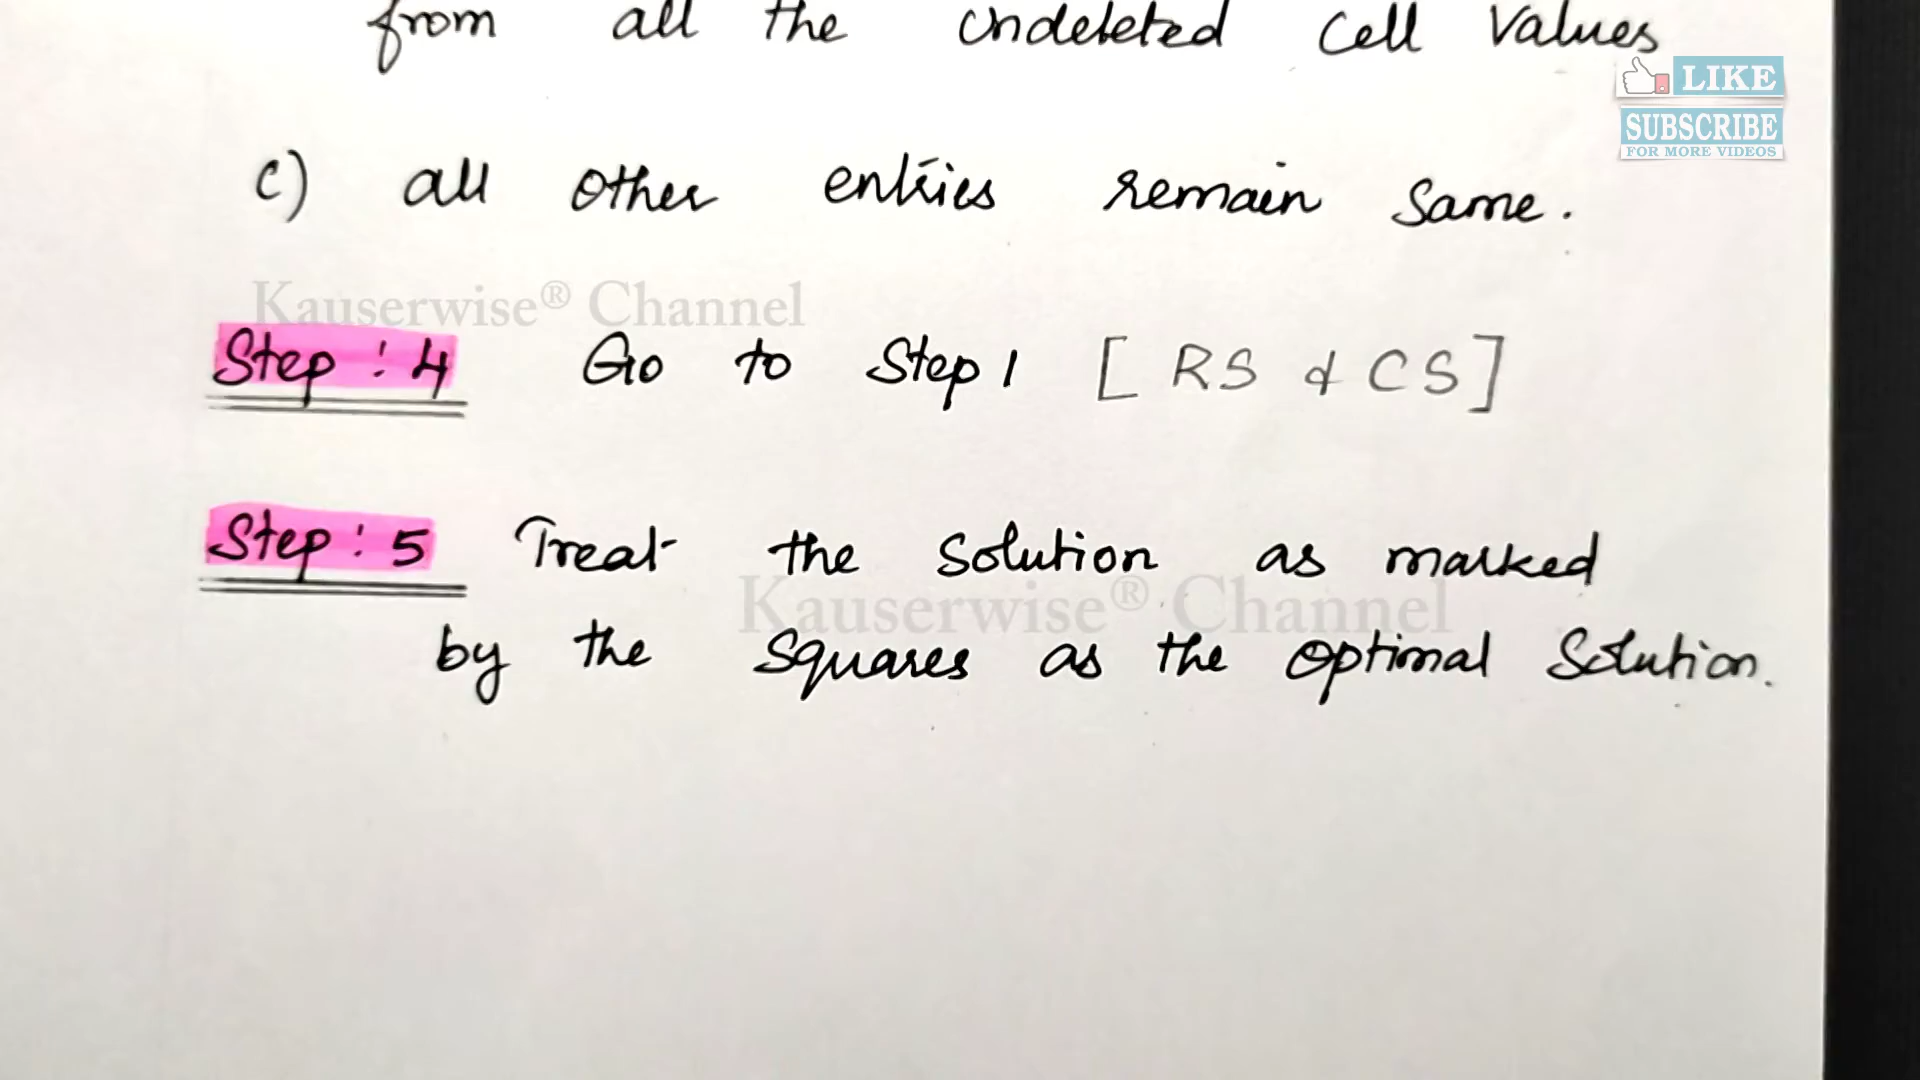 from all the undeleted cell values
LIKE
SUBSCRIBE
FOR MORE VIDEOS
c) all other entries remain same.
Kauserwise® Channel
Step : 4 Go to Step 1 [ RS & CS ]
Step : 5 Treat the solution as marked
Kauserwise® Channel
by the squares as the optimal solution.